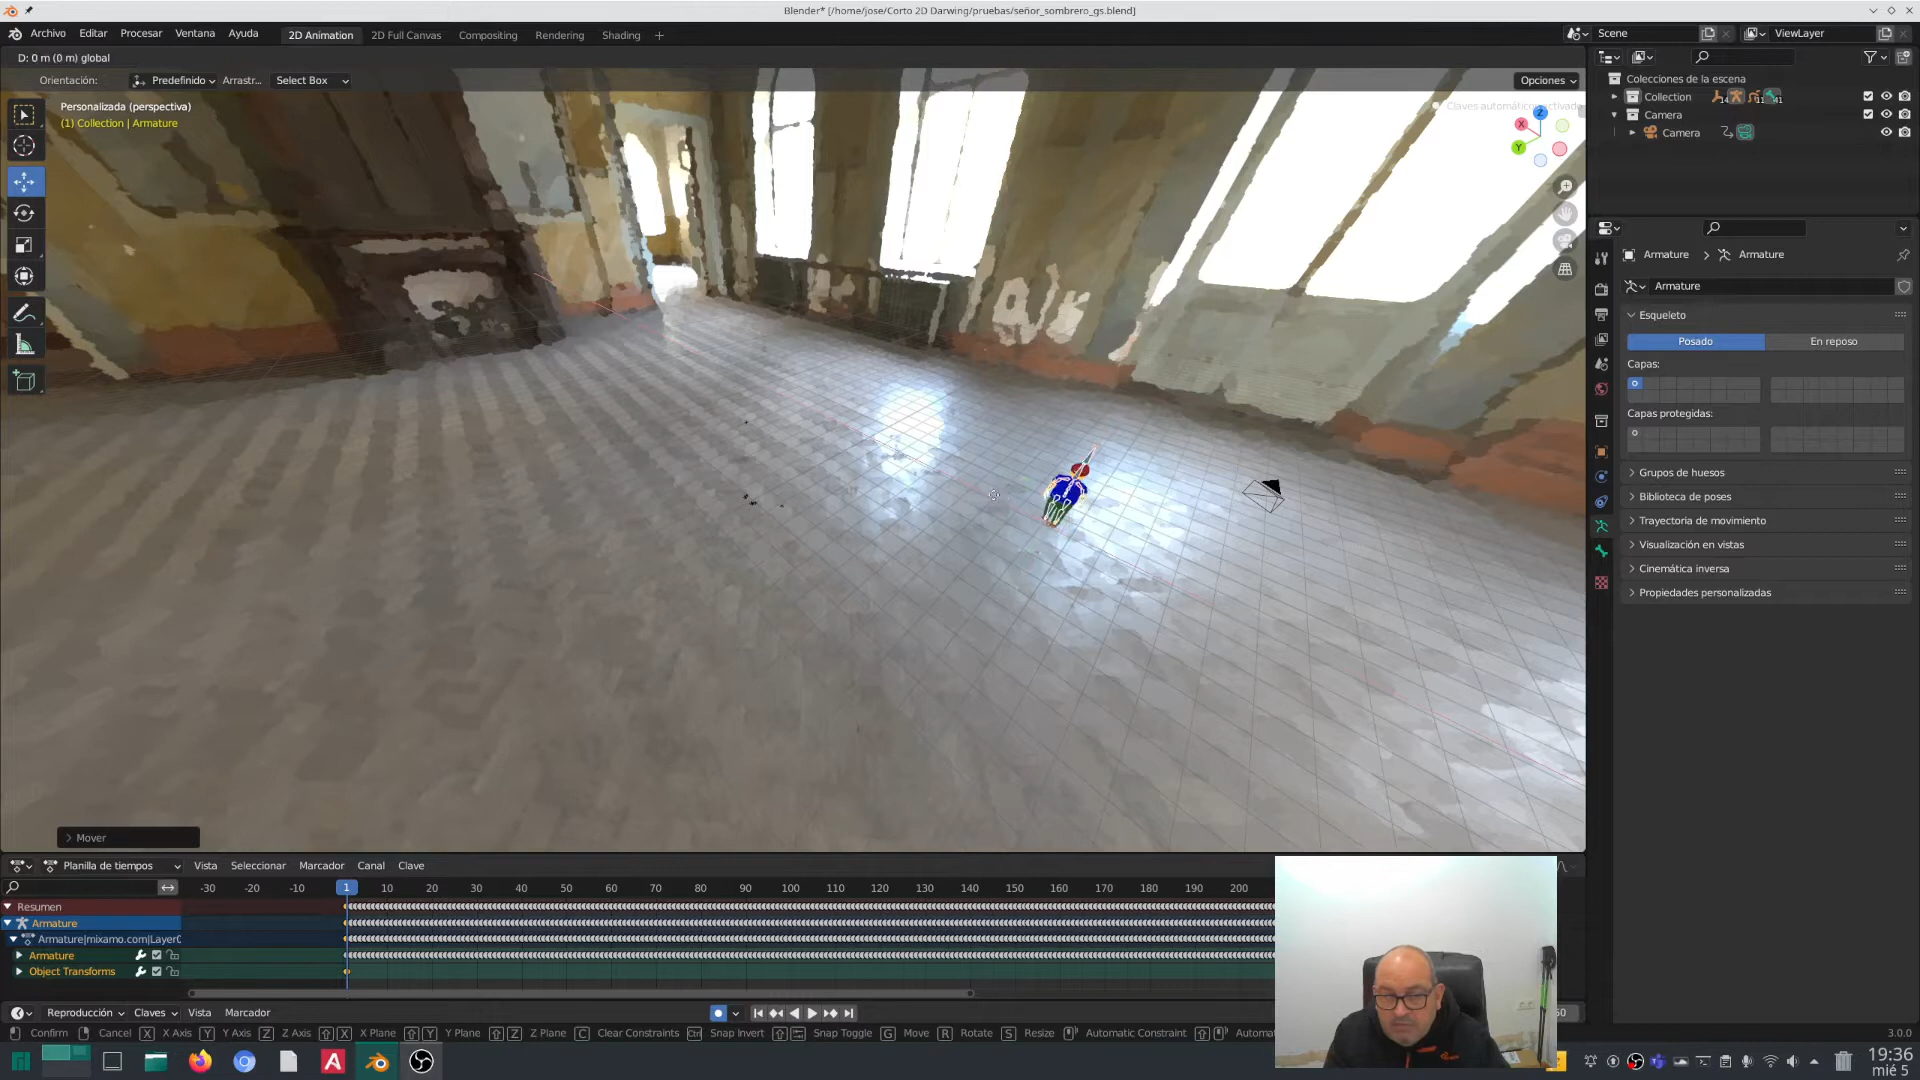 Blender* [/home/jose/Corto 2D Darwing/pruebas/señor_sombrero_gs.blend]
Archivo Editar Procesar Ventana Ayuda 2D Animation 2D Full Canvas Compositing Rendering Shading Scene ViewLayer
D: 0 m (0 m) global
Orientación: Predefinido Arrastr... Select Box Opciones
Colecciones de la escena
Personalizada (perspectiva)
(1) Collection | Armature
Claves automáticas activado
Collection
Camera
Camera
X
Y
Z
Armature Armature
Armature
Esqueleto
Posado En reposo
Capas:
Capas protegidas:
Grupos de huesos
Biblioteca de poses
Trayectoria de movimiento
Visualización en vistas
Cinemática inversa
Propiedades personalizadas
Mover
Planilla de tiempos Vista Seleccionar Marcador Canal Clave
-30 -20 -10 1 10 20 30 40 50 60 70 80 90 100 110 120 130 140 150 160 170 180 190 200
Resumen
Armature
Armature|mixamo.com|Layer0
Armature
Object Transforms
Reproducción Claves Vista Marcador
Confirm Cancel X X Axis Y Y Axis Z Z Axis X X Plane Y Y Plane Z Z Plane C Clear Constraints Snap Invert Snap Toggle G Move R Rotate S Resize Automatic Constraint Automa
3.0.0
19:36
mié 5